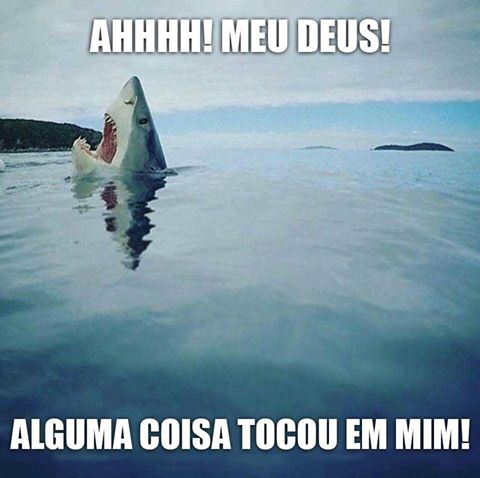 AHHHH! MEU DEUS!
ALGUMA COISA TOCOU EM MIM!